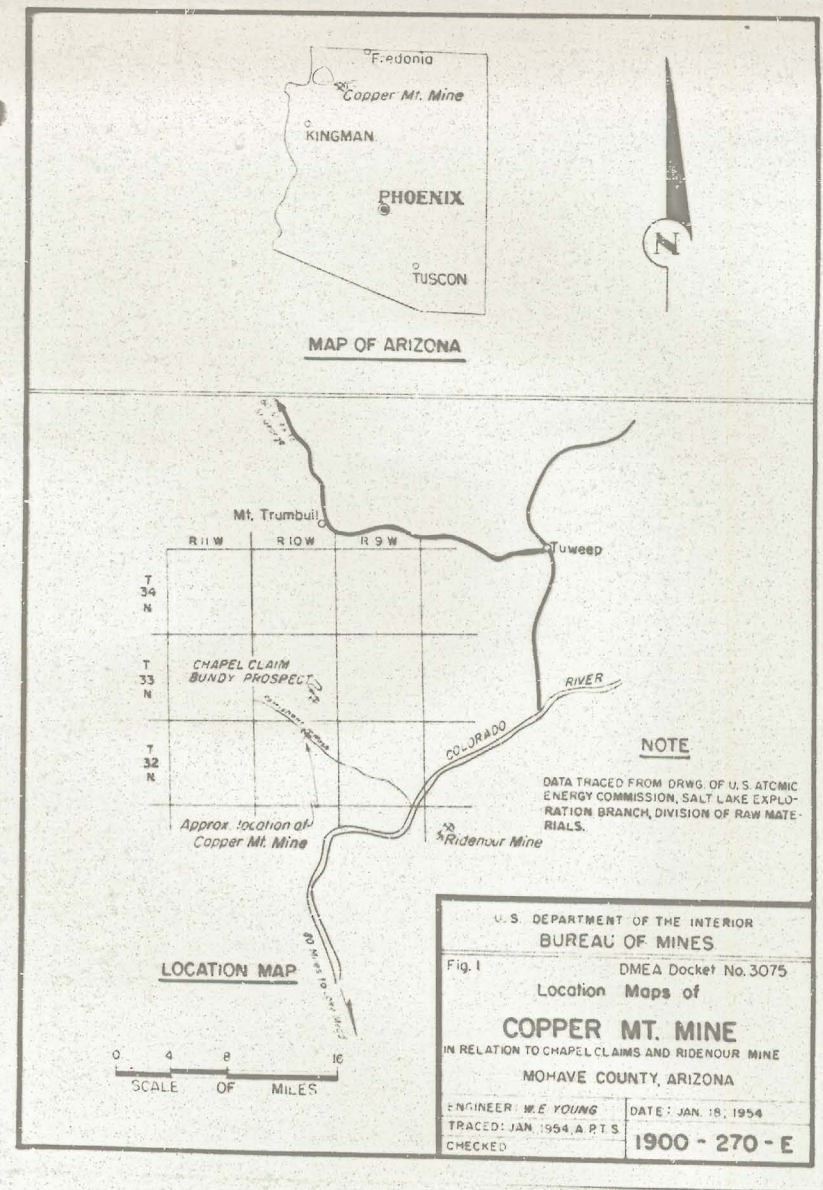 Fredonia
Copper Mt. Mine
KINGMAN
PHOENIX
TUSCON
N
MAP OF ARIZONA
Mt. Trumbull
R 11 W
R 10 W
R 9 W
Tuweep
T
34
N
T
33
N
CHAPEL CLAIM
BUNDY PROSPECT
T
32
N
COLORADO
RIVER
NOTE
DATA TRACED FROM DRWG. OF U.S. ATOMIC
ENERGY COMMISSION, SALT LAKE EXPLO-
RATION BRANCH, DIVISION OF RAW MATE-
RIALS.
Approx. location of
Copper Mt. Mine
Ridenour Mine
80 Miles to
LOCATION MAP
0 4 8 16
SCALE OF MILES
U.S. DEPARTMENT OF THE INTERIOR
BUREAU OF MINES
Fig. 1
DMEA Docket No. 3075
Location Maps of
COPPER MT. MINE
IN RELATION TO CHAPEL CLAIMS AND RIDENOUR MINE
MOHAVE COUNTY, ARIZONA
ENGINEER: W.E YOUNG
DATE: JAN. 18, 1954
TRACED: JAN. 1954, A.P.T.S.
CHECKED
1900 - 270 - E